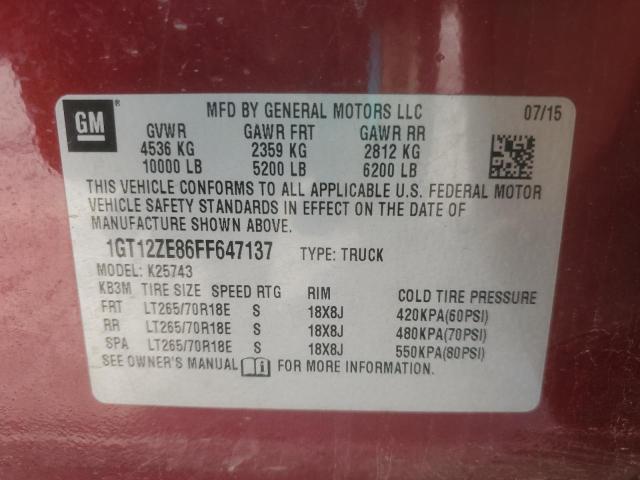 GM ® MFD BY GENERAL MOTORS LLC 07/15
GVWR GAWR FRT GAWR RR
4536 KG 2359 KG 2812 KG
10000 LB 5200 LB 6200 LB
THIS VEHICLE CONFORMS TO ALL APPLICABLE U.S. FEDERAL MOTOR
VEHICLE SAFETY STANDARDS IN EFFECT ON THE DATE OF
MANUFACTURE SHOWN ABOVE.
1GT12ZE86FF647137 TYPE: TRUCK
MODEL: K25743
KB3M TIRE SIZE SPEED RTG RIM COLD TIRE PRESSURE
FRT LT265/70R18E S 18X8J 420KPA(60PSI)
RR LT265/70R18E S 18X8J 480KPA(70PSI)
SPA LT265/70R18E S 18X8J 550KPA(80PSI)
SEE OWNER'S MANUAL FOR MORE INFORMATION.